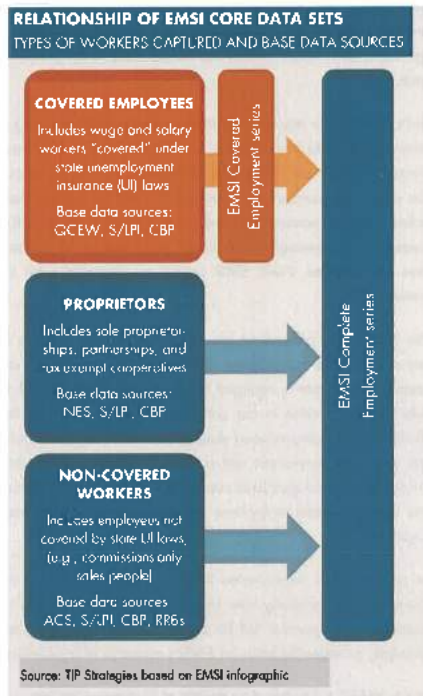 RELATIONSHIP OF EMSI CORE DATA SETS
TYPES OF WORKERS CAPTURED AND BASE DATA SOURCES
COVERED EMPLOYEES
Includes wage and salary
workers "covered" under
state unemployment
insurance (UI) laws
Base data sources:
QCEW, S/LPI, CBP
EMSI Covered
Employment series
PROPRIETORS
Includes sole proprietor-
ships, partnerships, and
tax exempt cooperatives
Base data sources:
NES, S/LPI, CBP
NON-COVERED
WORKERS
Includes employees not
covered by state UI laws,
(e.g., commissions only
sales people)
Base data sources
ACS, S/LPI, CBP, RRBs
EMSI Complete
Employment series
Source: TIP Strategies based on EMSI infographic